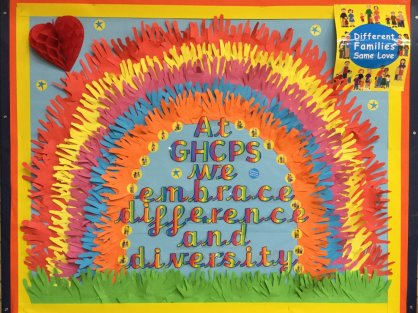 Different
Families
Same Love
At
GHCPS
we
embrace
difference
and
diversity